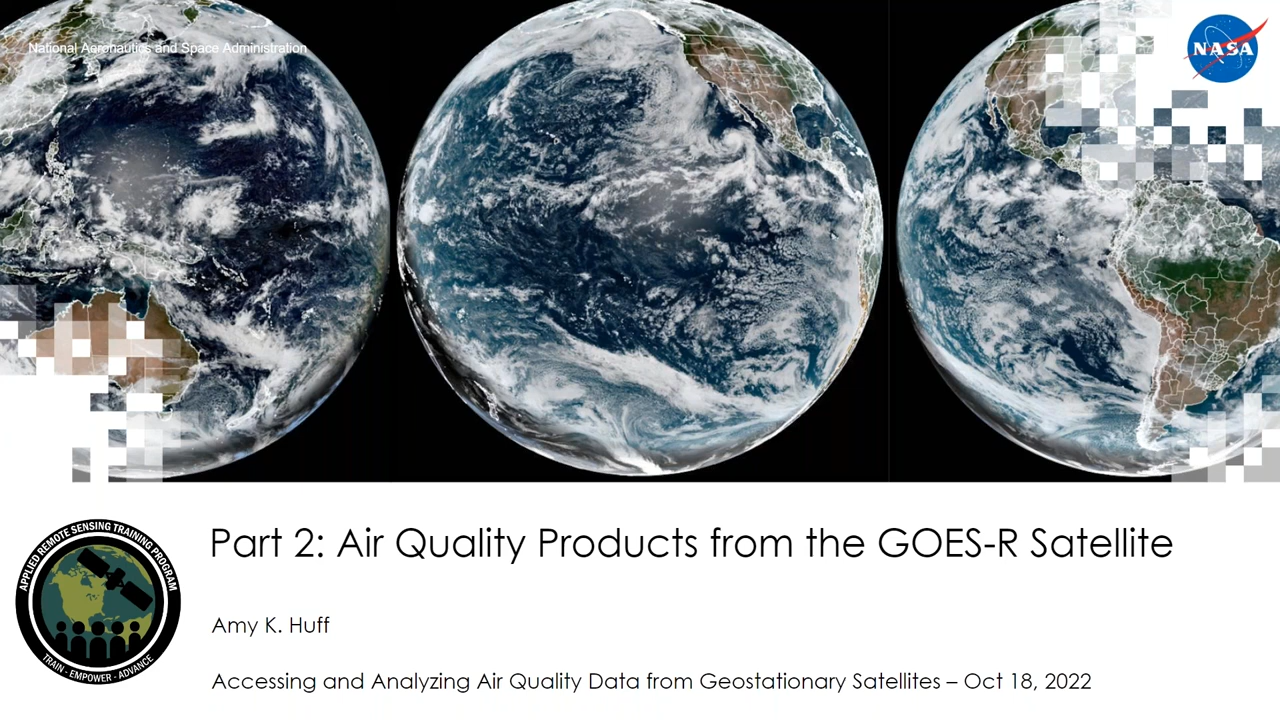 National Aeronautics and Space Administration
NASA
Part 2: Air Quality Products from the GOES-R Satellite
APPLIED REMOTE SENSING TRAINING PROGRAM
TRAIN - EMPOWER - ADVANCE
Amy K. Huff
Accessing and Analyzing Air Quality Data from Geostationary Satellites – Oct 18, 2022